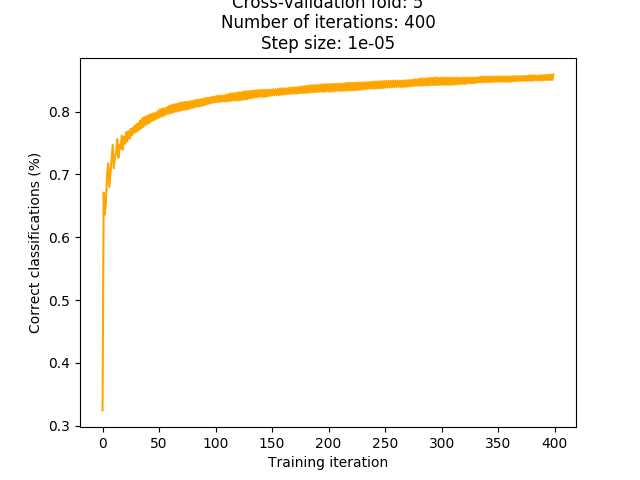 Cross-validation fold: 5
Number of iterations: 400
Step size: 1e-05
0.8
0.7
0.6
0.5
0.4
0.3
Correct classifications (%)
0 50 100 150 200 250 300 350 400
Training iteration